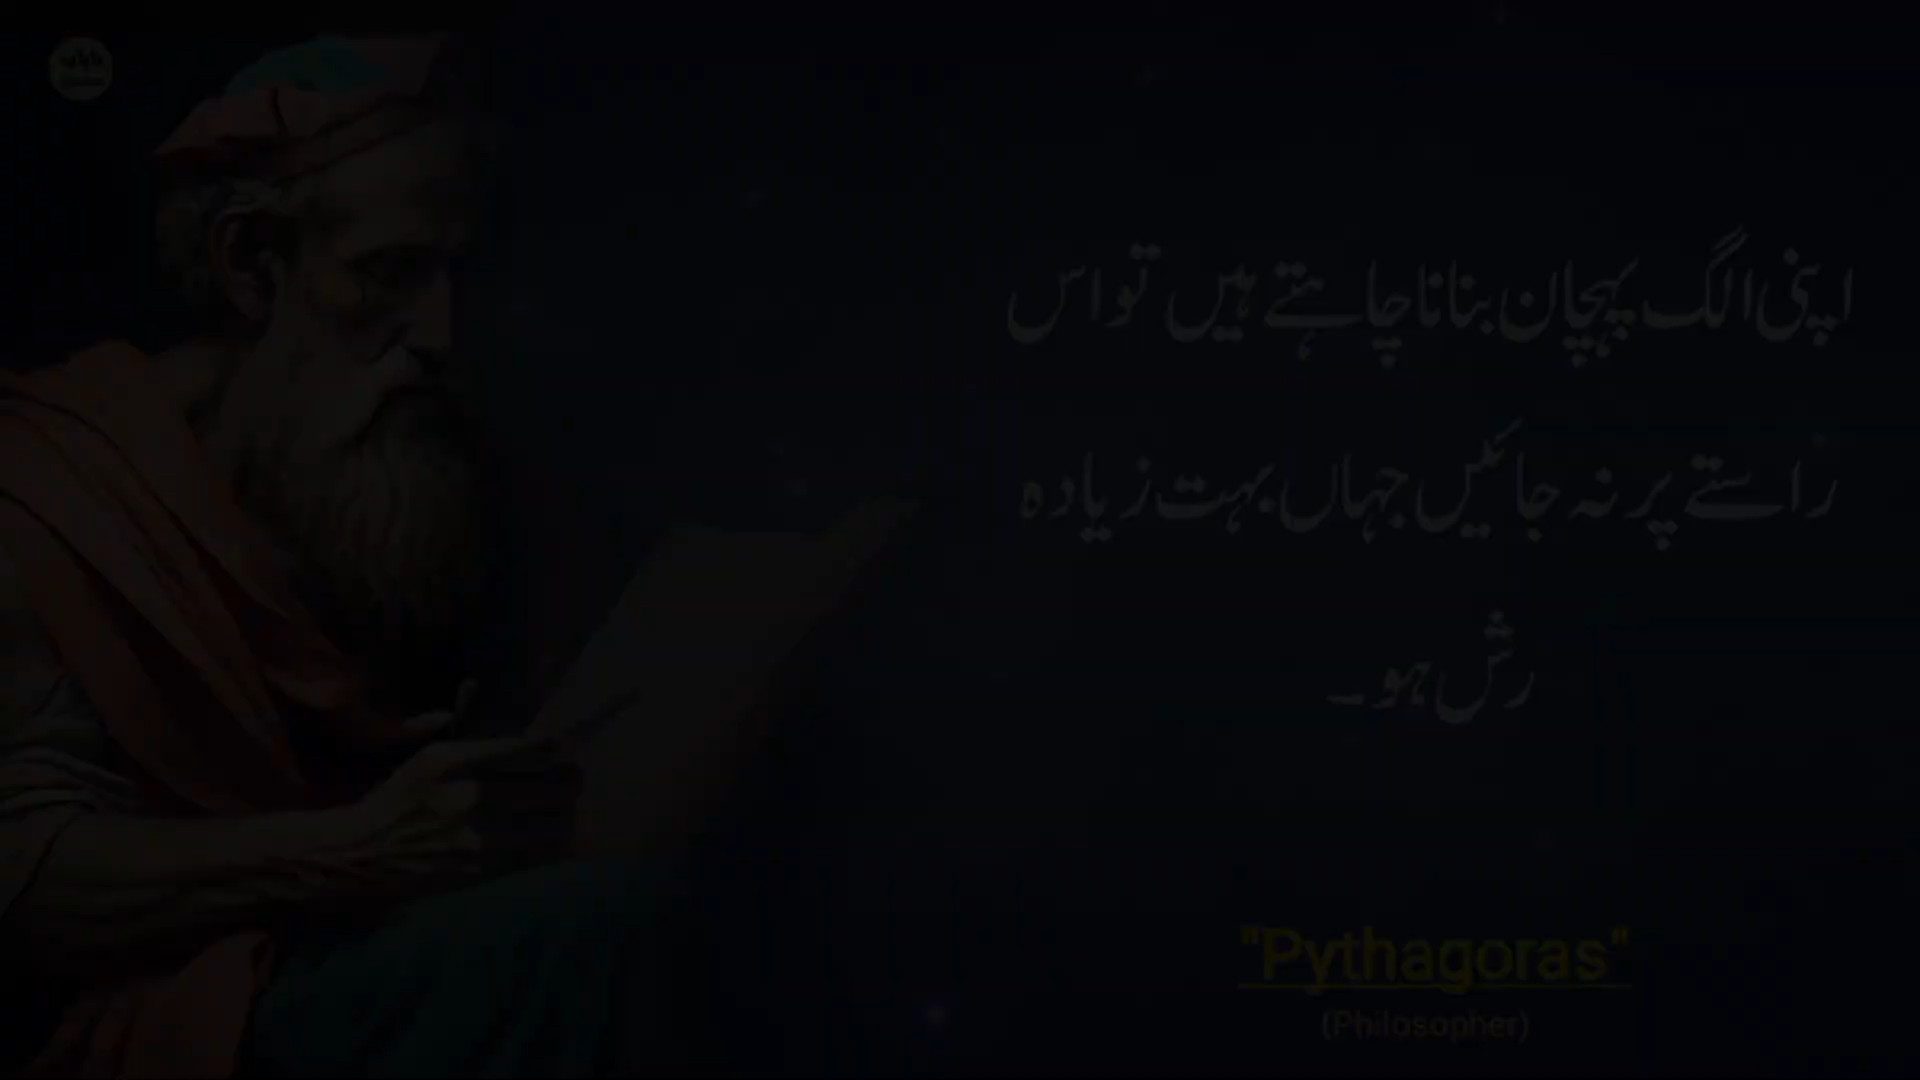 اپنی الگ پہچان بنانا چاہتے ہیں تو اس
راستے پر نہ جائیں جہاں بہت زیادہ
رش ہو۔
"Pythagoras"
(Philosopher)